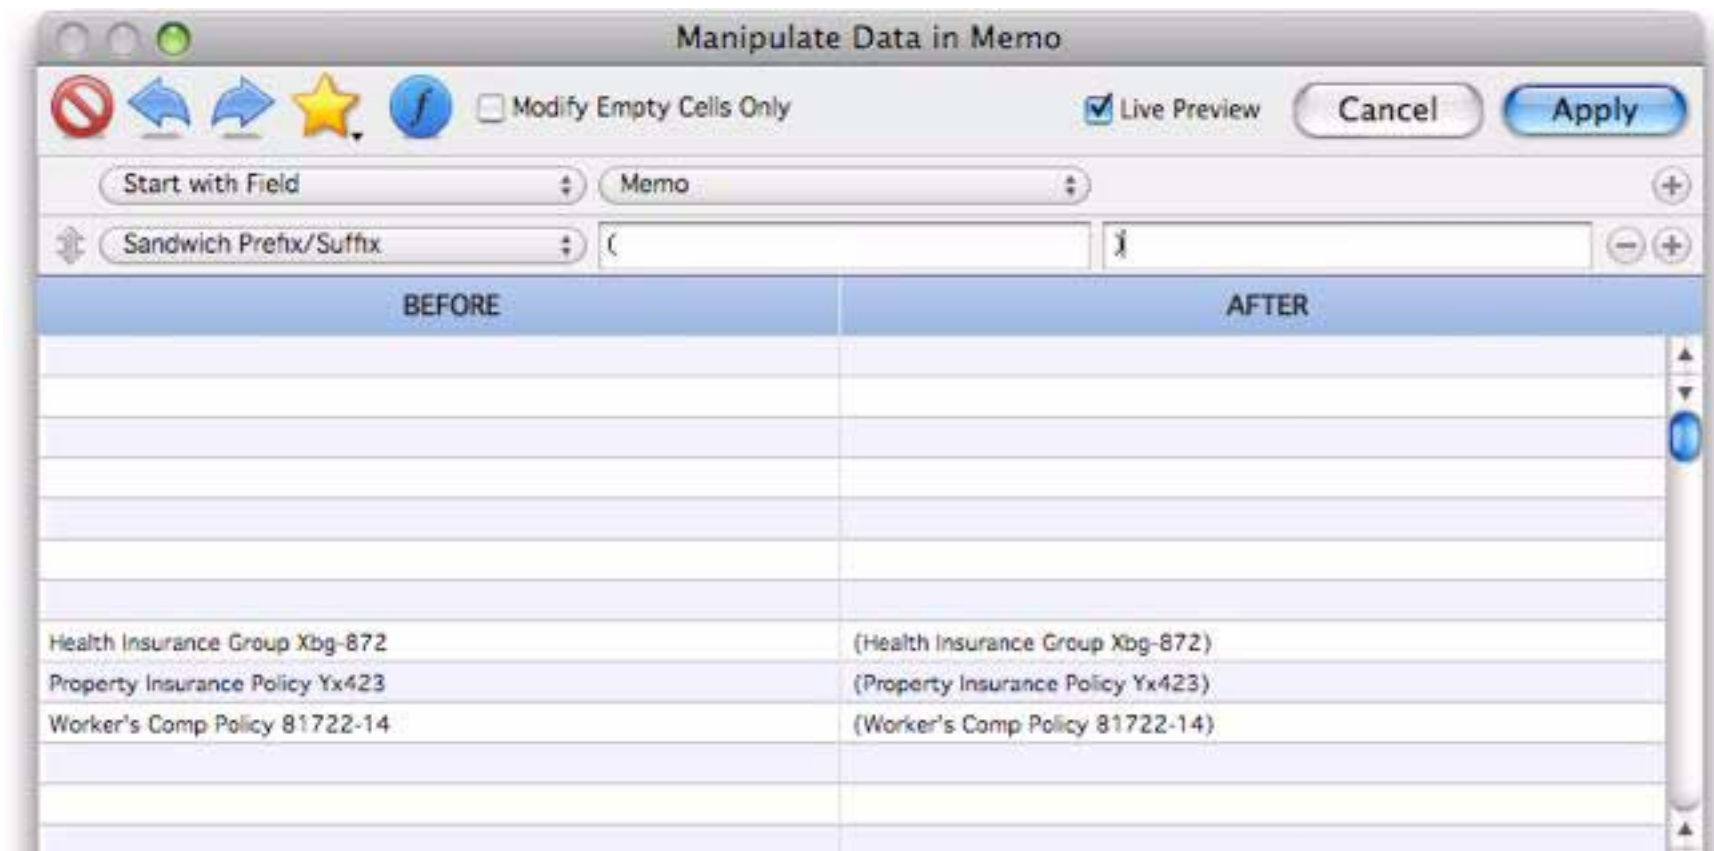 Manipulate Data in Memo
f Modify Empty Cells Only Live Preview Cancel Apply
Start with Field Memo
Sandwich Prefix/Suffix ( )
BEFORE AFTER
Health Insurance Group Xbg-872 (Health Insurance Group Xbg-872)
Property Insurance Policy Yx423 (Property Insurance Policy Yx423)
Worker's Comp Policy 81722-14 (Worker's Comp Policy 81722-14)